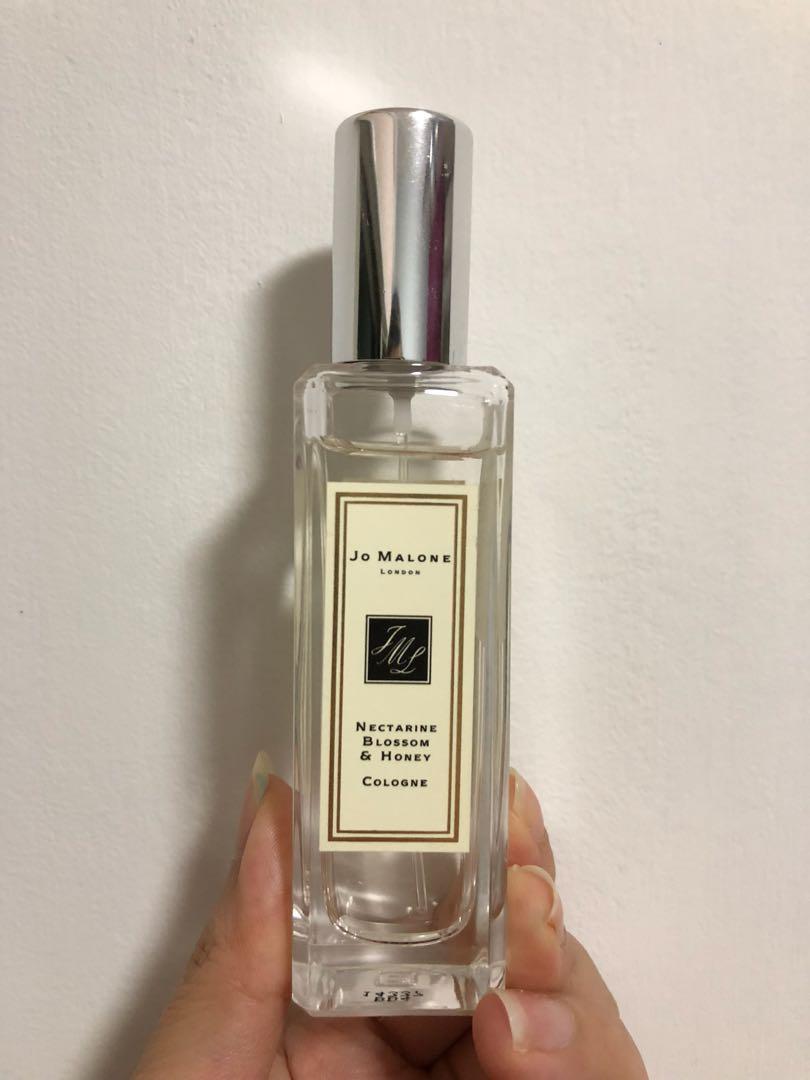 JO MALONE
LONDON
JML
NECTARINE
BLOSSOM
& HONEY
COLOGNE